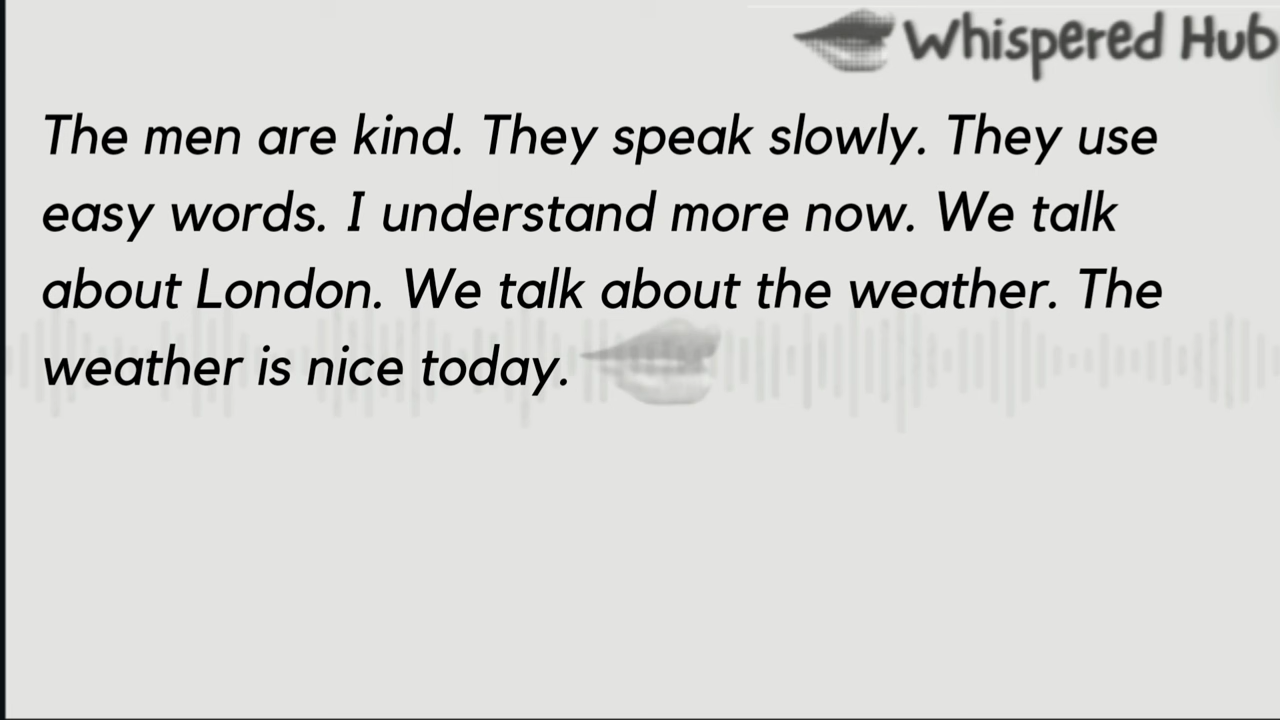 Whispered Hub
The men are kind. They speak slowly. They use
easy words. I understand more now. We talk
about London. We talk about the weather. The
weather is nice today.